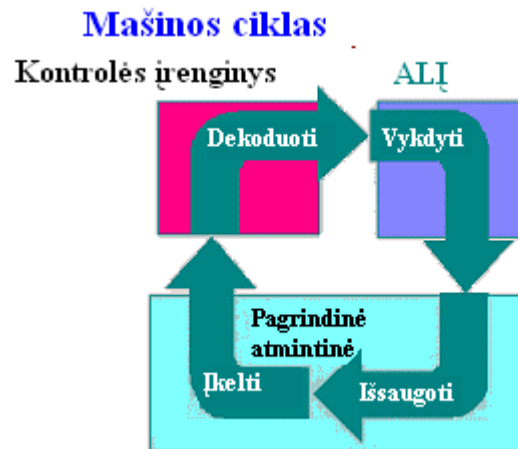 Mašinos ciklas
Kontrolės įrenginys
ALĮ
Dekoduoti
Vykdyti
Pagrindinė
atmintinė
Įkelti
Išsaugoti